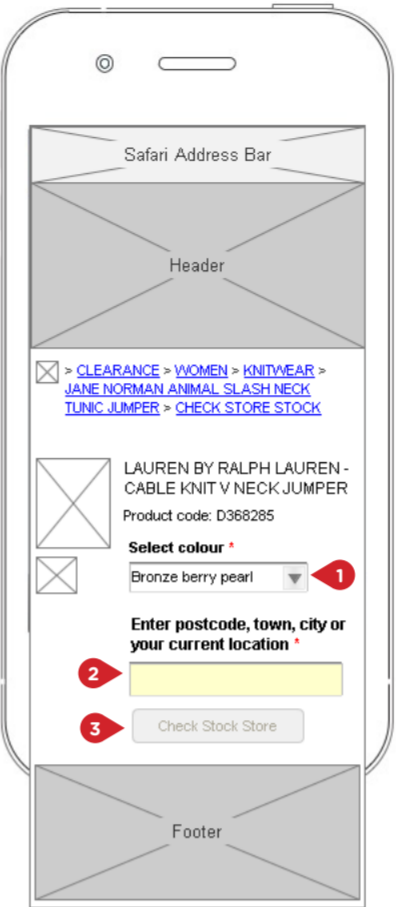 Safari Address Bar
Header
> CLEARANCE > WOMEN > KNITWEAR >
JANE NORMAN ANIMAL SLASH NECK
TUNIC JUMPER > CHECK STORE STOCK
LAUREN BY RALPH LAUREN -
CABLE KNIT V NECK JUMPER
Product code: D368285
Select colour *
Bronze berry pearl
1
Enter postcode, town, city or
your current location *
2
3
Check Stock Store
Footer